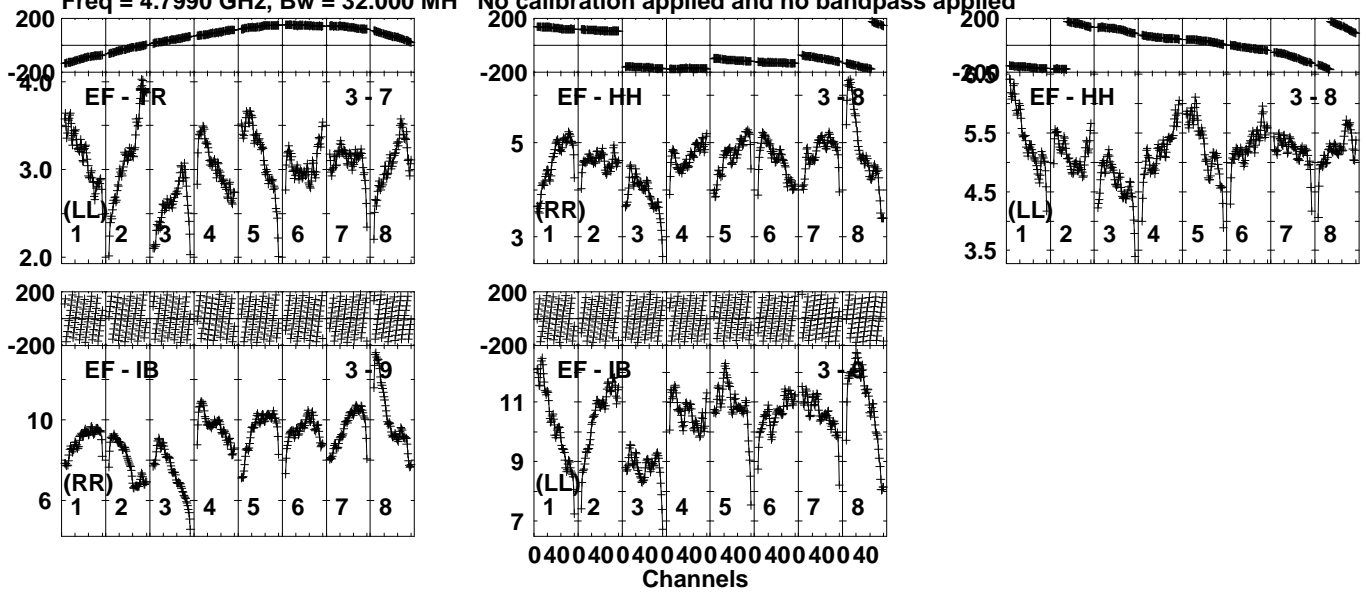 Freq = 4.7990 GHz, Bw = 32.000 MH No calibration applied and no bandpass applied
200
-200
4.0
3.0
2.0
EF - TR 3 - 7
(LL)
1 2 3 4 5 6 7 8
200
-200
5
3
EF - HH 3 - 8
(RR)
1 2 3 4 5 6 7 8
200
-200
6.5
5.5
4.5
3.5
EF - HH 3 - 8
(LL)
1 2 3 4 5 6 7 8
200
-200
10
6
EF - IB 3 - 9
(RR)
1 2 3 4 5 6 7 8
200
-200
11
9
7
EF - IB 3 - 9
(LL)
1 2 3 4 5 6 7 8
0 40 0 40 0 40 0 40 0 40 0 40 0 40 0 40
Channels